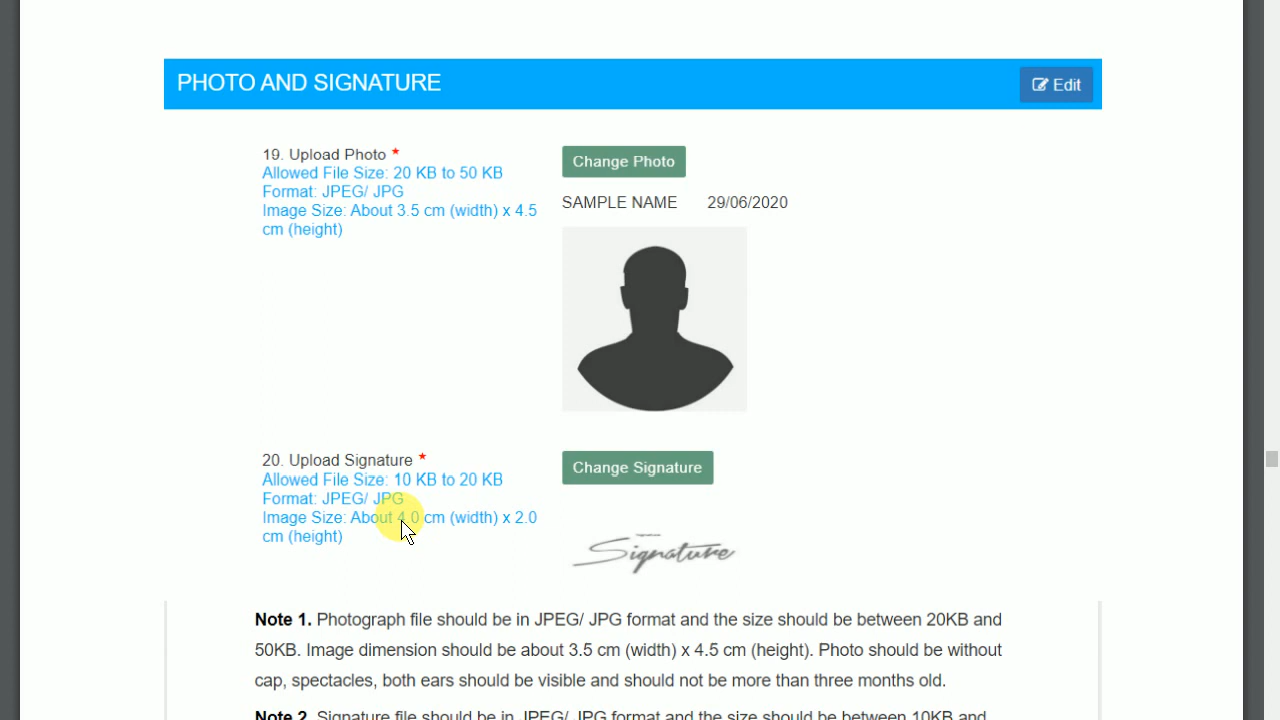 PHOTO AND SIGNATURE
Edit
19. Upload Photo *
Allowed File Size: 20 KB to 50 KB
Format: JPEG/ JPG
Image Size: About 3.5 cm (width) x 4.5
cm (height)
Change Photo
SAMPLE NAME 29/06/2020
20. Upload Signature *
Allowed File Size: 10 KB to 20 KB
Format: JPEG/ JPG
Image Size: About 4.0 cm (width) x 2.0
cm (height)
Change Signature
Signature
Note 1. Photograph file should be in JPEG/ JPG format and the size should be between 20KB and
50KB. Image dimension should be about 3.5 cm (width) x 4.5 cm (height). Photo should be without
cap, spectacles, both ears should be visible and should not be more than three months old.
Note 2. Signature file should be in JPEG/ JPG format and the size should be between 10KB and